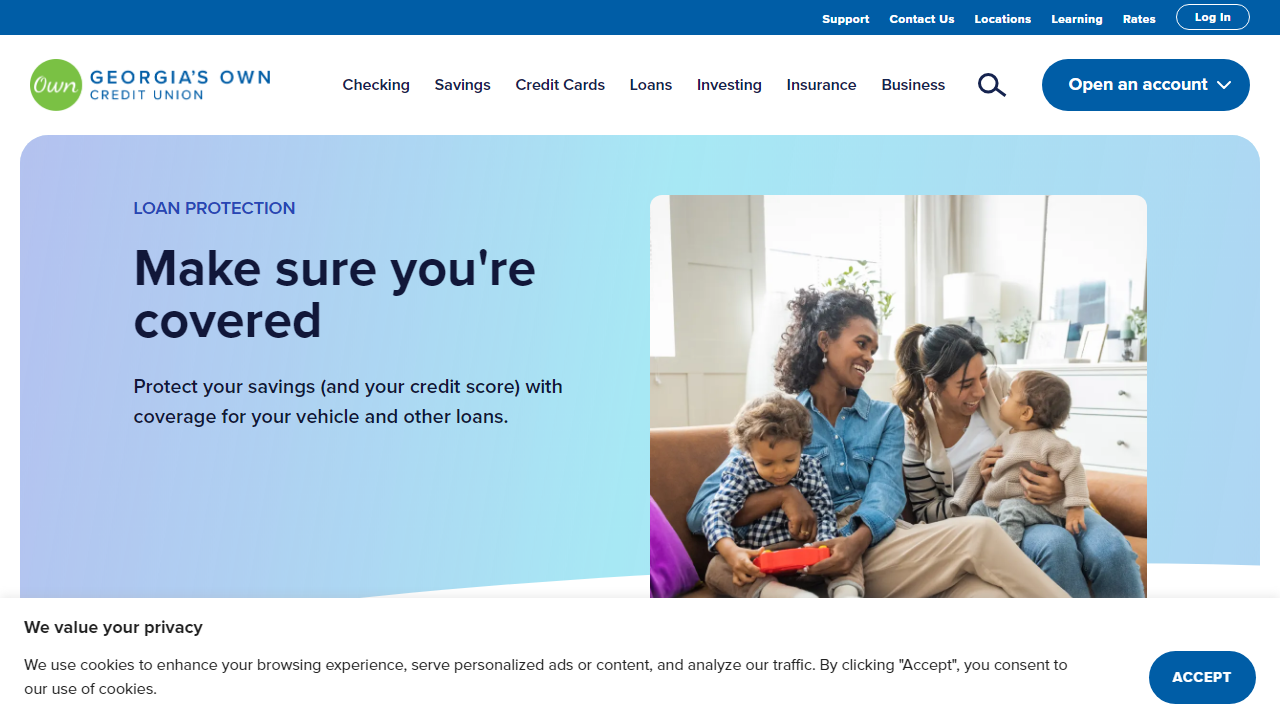 Support Contact Us Locations Learning Rates Log In
Own GEORGIA'S OWN
CREDIT UNION
Checking Savings Credit Cards Loans Investing Insurance Business Open an account
LOAN PROTECTION
Make sure you're
covered
Protect your savings (and your credit score) with
coverage for your vehicle and other loans.
We value your privacy
We use cookies to enhance your browsing experience, serve personalized ads or content, and analyze our traffic. By clicking "Accept", you consent to
our use of cookies.
ACCEPT